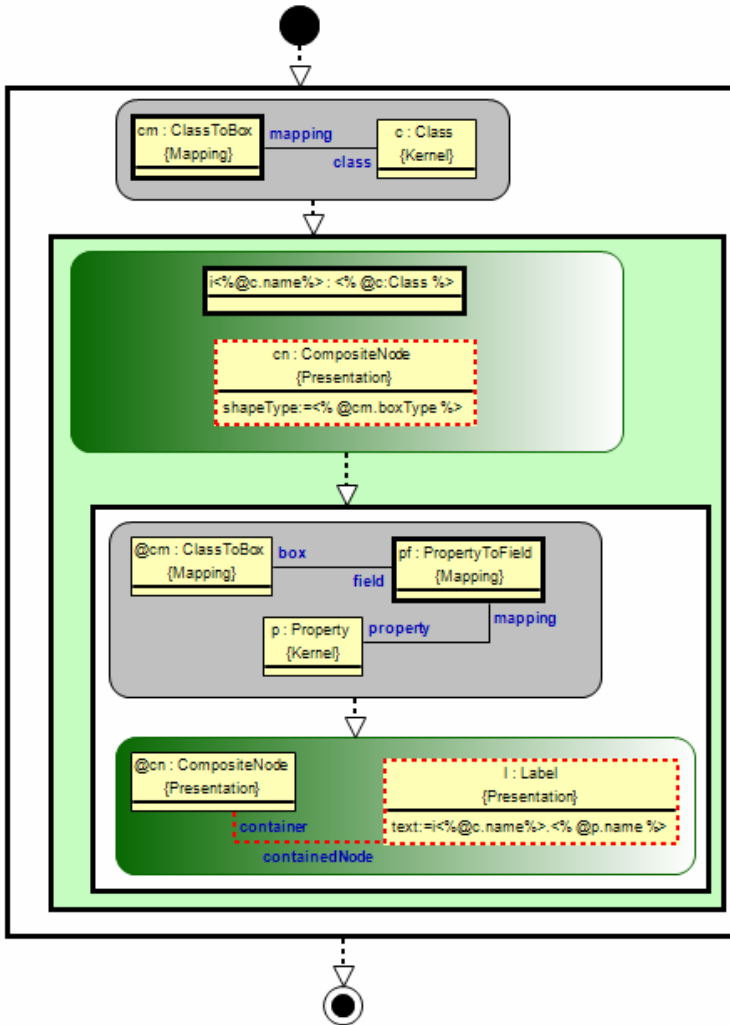 cm : ClassToBox
{Mapping}
mapping
class
c : Class
{Kernel}
i<%@c.name%> : <% @c:Class %>
cn : CompositeNode
{Presentation}
shapeType:=<% @cm.boxType %>
@cm : ClassToBox
{Mapping}
box
field
pf : PropertyToField
{Mapping}
p : Property
{Kernel}
property
mapping
@cn : CompositeNode
{Presentation}
l : Label
{Presentation}
text:=i<%@c.name%>.<% @p.name %>
container
containedNode